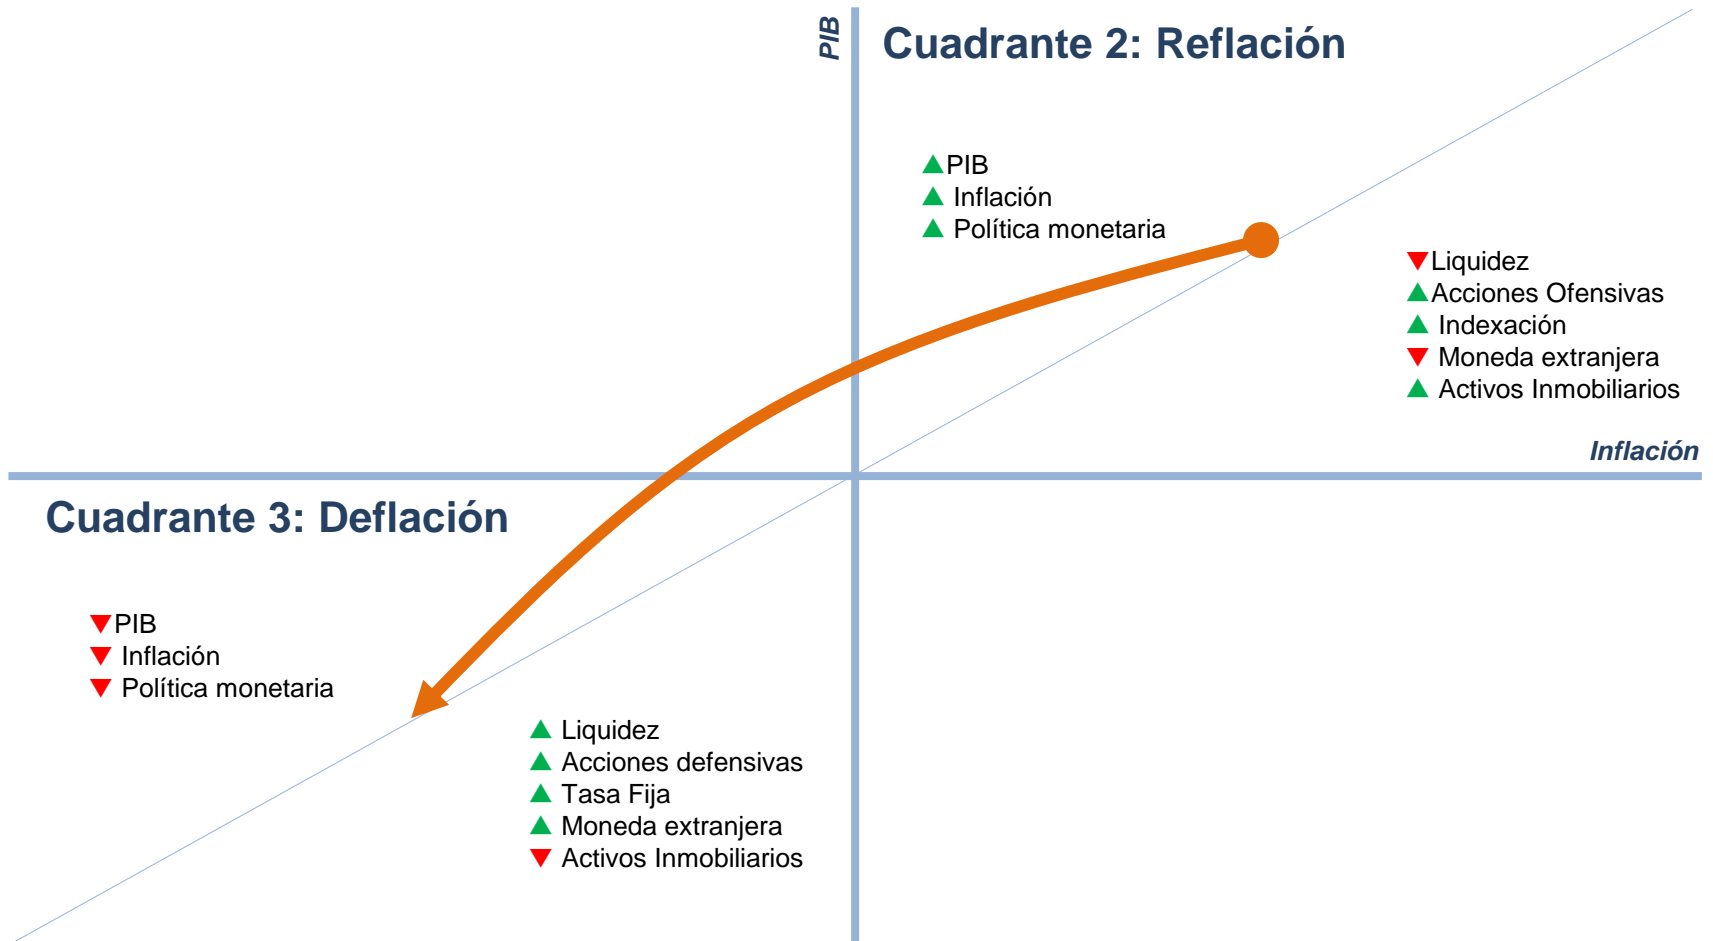 PIB
Cuadrante 2: Reflación
▲PIB
▲ Inflación
▲ Política monetaria
▼Liquidez
▲Acciones Ofensivas
▲ Indexación
▼ Moneda extranjera
▲ Activos Inmobiliarios
Inflación
Cuadrante 3: Deflación
▼PIB
▼ Inflación
▼ Política monetaria
▲ Liquidez
▲ Acciones defensivas
▲ Tasa Fija
▲ Moneda extranjera
▼ Activos Inmobiliarios